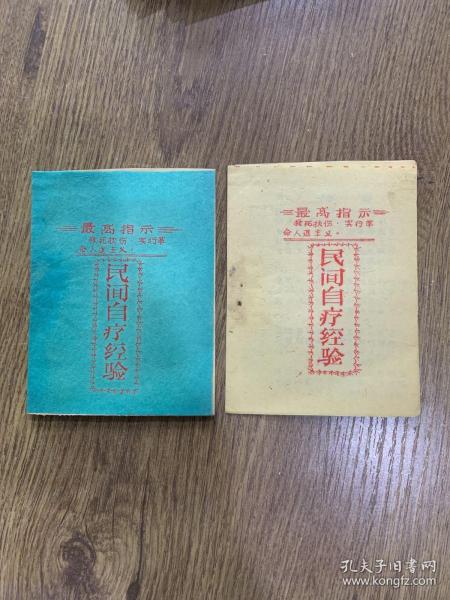 最高指示
救死扶伤，实行革
命人道主义。
民间自疗经验
最高指示
救死扶伤，实行革
命人道主义。
民间自疗经验
孔夫子旧书网
www.kongfz.com